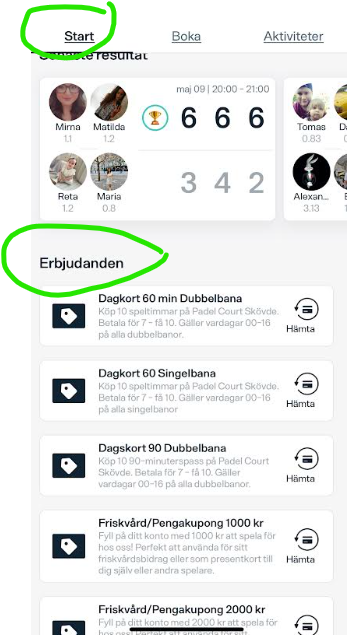 Start Boka Aktiviteter
Senaste resultat
maj 09 | 20:00 - 21:00
Mirna Matilda 6 6 6 Tomas
1.1 1.2 0.83
Reta Maria 3 4 2 Alexan...
1.2 0.8 3.13
Erbjudanden
Dagkort 60 min Dubbelbana
Köp 10 speltimmar på Padel Court Skövde.
Betala för 7 - få 10. Gäller vardagar 00-16
på alla dubbelbanor.
Hämta
Dagkort 60 Singelbana
Köp 10 speltimmar på Padel Court Skövde.
Betala för 7 - få 10. Gäller vardagar 00-16
på alla singelbanor
Hämta
Dagskort 90 Dubbelbana
Köp 10 90-minuterspass på Padel Court
Skövde. Betala för 7 - få 10. Gäller
vardagar 00-16 på alla dubbelbanor.
Hämta
Friskvård/Pengakupong 1000 kr
Fyll på ditt konto med 1000 kr att spela för
hos oss! Perfekt att använda för sitt
friskvårdsbidrag eller som presentkort till
dig själv eller andra spelare.
Hämta
Friskvård/Pengakupong 2000 kr
Fyll på ditt konto med 2000 kr att spela för
hos oss! Perfekt att använda för sitt